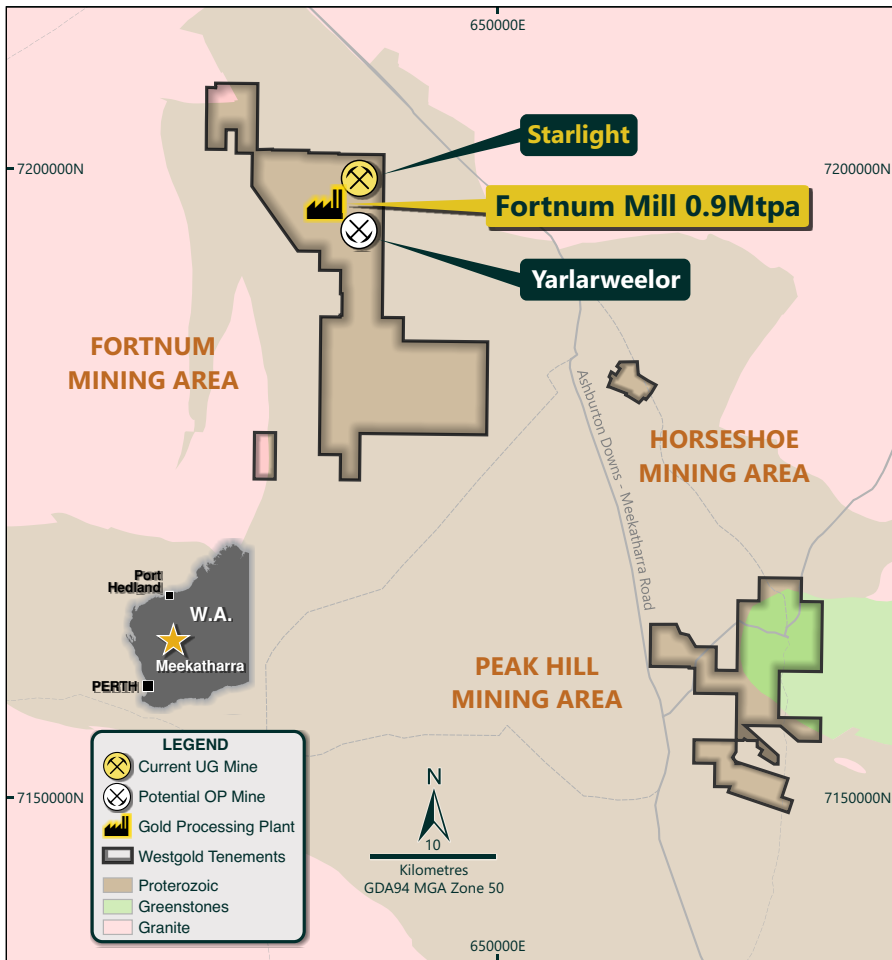 650000E
Starlight
7200000N
7200000N
Fortnum Mill 0.9Mtpa
Yarlarweelor
FORTNUM
MINING AREA
Ashburton Downs - Meekatharra Road
HORSESHOE
MINING AREA
Port
Hedland
W.A.
Meekatharra
PERTH
PEAK HILL
MINING AREA
LEGEND
Current UG Mine
Potential OP Mine
Gold Processing Plant
Westgold Tenements
Proterozoic
Greenstones
Granite
N
10
Kilometres
GDA94 MGA Zone 50
7150000N
7150000N
650000E